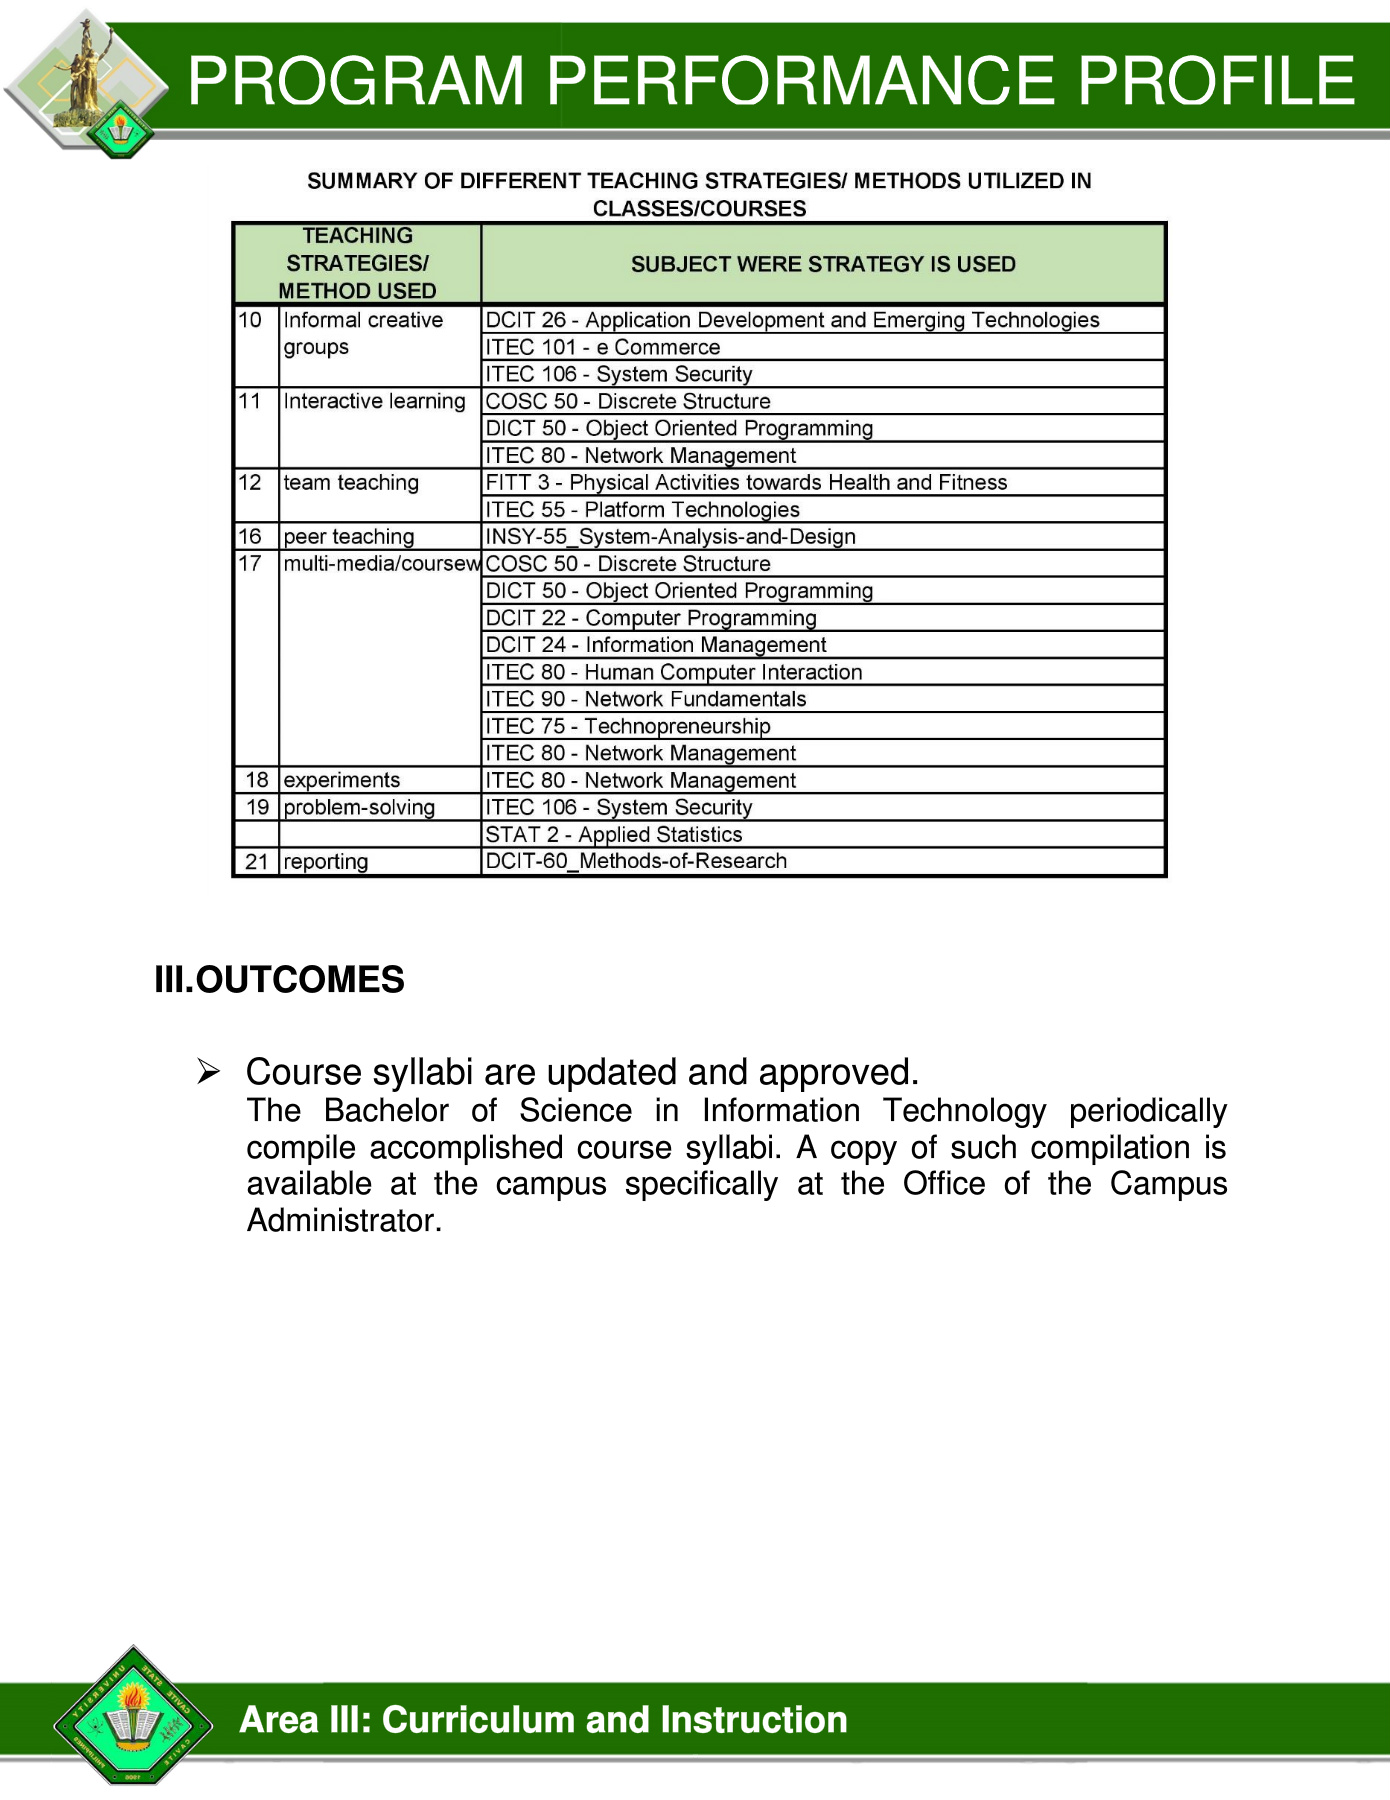 PROGRAM PERFORMANCE PROFILE
SUMMARY OF DIFFERENT TEACHING STRATEGIES/ METHODS UTILIZED IN
CLASSES/COURSES
TEACHING
STRATEGIES/
METHOD USED
SUBJECT WERE STRATEGY IS USED
10 Informal creative
groups
DCIT 26 - Application Development and Emerging Technologies
ITEC 101 - e Commerce
ITEC 106 - System Security
11 Interactive learning
COSC 50 - Discrete Structure
DICT 50 - Object Oriented Programming
ITEC 80 - Network Management
12 team teaching
FITT 3 - Physical Activities towards Health and Fitness
ITEC 55 - Platform Technologies
16 peer teaching INSY-55_System-Analysis-and-Design
17 multi-media/coursew
COSC 50 - Discrete Structure
DICT 50 - Object Oriented Programming
DCIT 22 - Computer Programming
DCIT 24 - Information Management
ITEC 80 - Human Computer Interaction
ITEC 90 - Network Fundamentals
ITEC 75 - Technopreneurship
ITEC 80 - Network Management
18 experiments ITEC 80 - Network Management
19 problem-solving ITEC 106 - System Security
STAT 2 - Applied Statistics
21 reporting DCIT-60_Methods-of-Research
III.OUTCOMES
➢ Course syllabi are updated and approved.
The Bachelor of Science in Information Technology periodically
compile accomplished course syllabi. A copy of such compilation is
available at the campus specifically at the Office of the Campus
Administrator.
CAVITE STATE UNIVERSITY
CAVITE PHILIPPINES
1906
Area III: Curriculum and Instruction